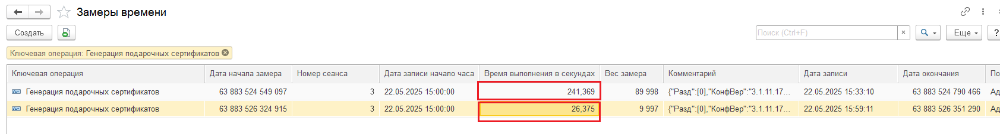 Замеры времени
Создать
Поиск (Ctrl+F)
×
Еще
?
Ключевая операция: Генерация подарочных сертификатов
Ключевая операция Дата начала замера Номер сеанса Дата записи начало часа Время выполнения в секундах Вес замера Комментарий Дата записи Дата окончания По
Генерация подарочных сертификатов 63 883 524 549 097 3 22.05.2025 15:00:00 241,369 89 998 {"Разд":[0],"КонфВер":"3.1.11.17... 22.05.2025 15:33:10 63 883 524 790 466 Ад
Генерация подарочных сертификатов 63 883 526 324 915 3 22.05.2025 15:00:00 26,375 9 997 {"Разд":[0],"КонфВер":"3.1.11.17... 22.05.2025 15:59:11 63 883 526 351 290 Ад